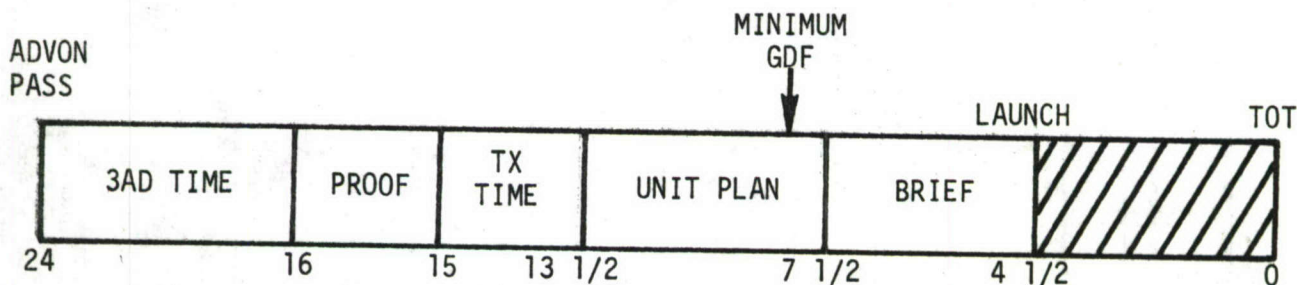 MINIMUM
GDF
ADVON
PASS
LAUNCH
TOT
3AD TIME
PROOF
TX
TIME
UNIT PLAN
BRIEF
24 16 15 13 1/2 7 1/2 4 1/2 0